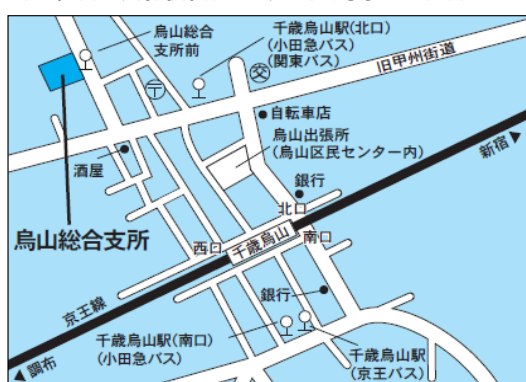 烏山総合
支所前
千歳烏山駅(北口)
(小田急バス)
(関東バス)
〒
交
旧甲州街道
自転車店
烏山出張所
(烏山区民センター内)
酒屋
銀行
新宿
北口
烏山総合支所
西口
千歳烏山
南口
京王線
銀行
調布
千歳烏山駅(南口)
(小田急バス)
千歳烏山駅
(京王バス)